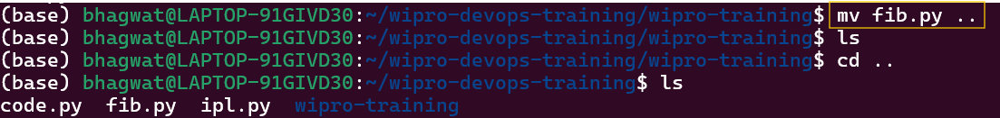 (base) bhagwat@LAPTOP-91GIVD30:~/wipro-devops-training/wipro-training$ mv fib.py ..
(base) bhagwat@LAPTOP-91GIVD30:~/wipro-devops-training/wipro-training$ ls
(base) bhagwat@LAPTOP-91GIVD30:~/wipro-devops-training/wipro-training$ cd ..
(base) bhagwat@LAPTOP-91GIVD30:~/wipro-devops-training$ ls
code.py  fib.py  ipl.py  wipro-training